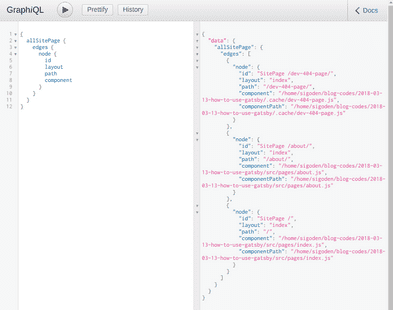 GraphiQL
Prettify
History
Docs
1 {
2 allSitePage {
3 edges {
4 node {
5 id
6 layout
7 path
8 component
9 }
10 }
11 }
12 }
{
"data": {
"allSitePage": {
"edges": [
{
"node": {
"id": "SitePage /dev-404-page/",
"layout": "index",
"path": "/dev-404-page/",
"component": "/home/sigoden/blog-codes/2018-03-
13-how-to-use-gatsby/.cache/dev-404-page.js",
"componentPath": "/home/sigoden/blog-codes/2018-03-
13-how-to-use-gatsby/.cache/dev-404-page.js"
}
},
{
"node": {
"id": "SitePage /about/",
"layout": "index",
"path": "/about/",
"component": "/home/sigoden/blog-codes/2018-03-
13-how-to-use-gatsby/src/pages/about.js",
"componentPath": "/home/sigoden/blog-codes/2018-03-
13-how-to-use-gatsby/src/pages/about.js"
}
},
{
"node": {
"id": "SitePage /",
"layout": "index",
"path": "/",
"component": "/home/sigoden/blog-codes/2018-03-
13-how-to-use-gatsby/src/pages/index.js",
"componentPath": "/home/sigoden/blog-codes/2018-03-
13-how-to-use-gatsby/src/pages/index.js"
}
}
]
}
}
}